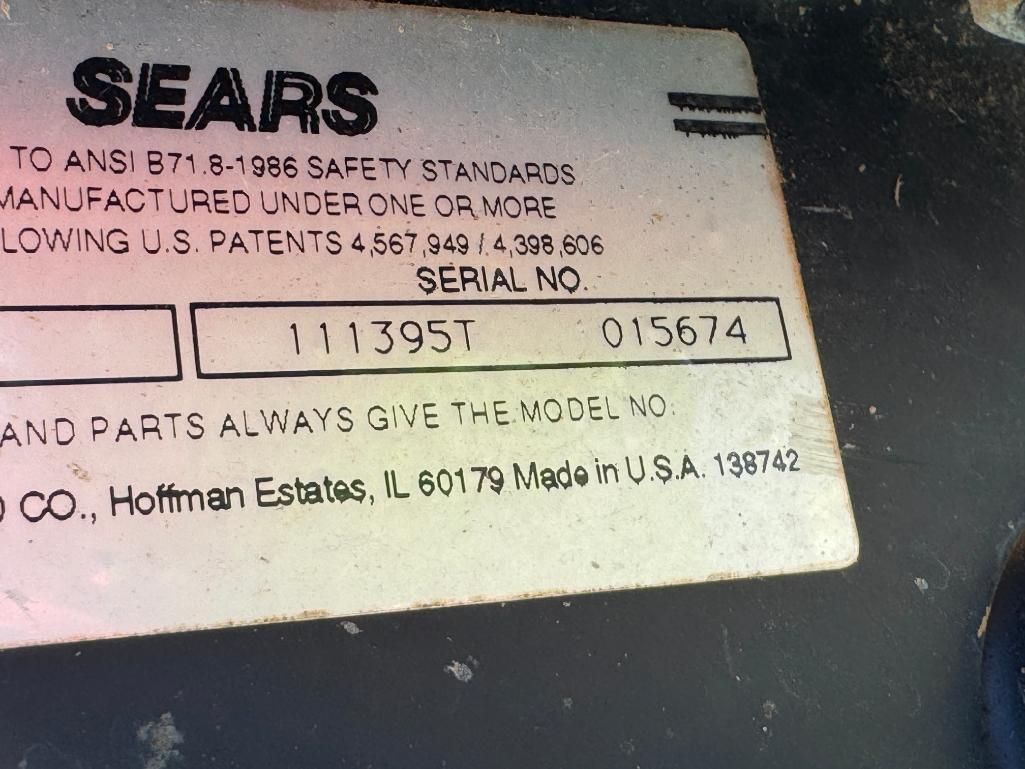 SEARS
TO ANSI B71.8-1986 SAFETY STANDARDS
MANUFACTURED UNDER ONE OR MORE
LOWING U.S. PATENTS 4,567,949 / 4,398,606
SERIAL NO.
111395T 015674
AND PARTS ALWAYS GIVE THE MODEL NO.
CO., Hoffman Estates, IL 60179 Made in U.S.A. 138742